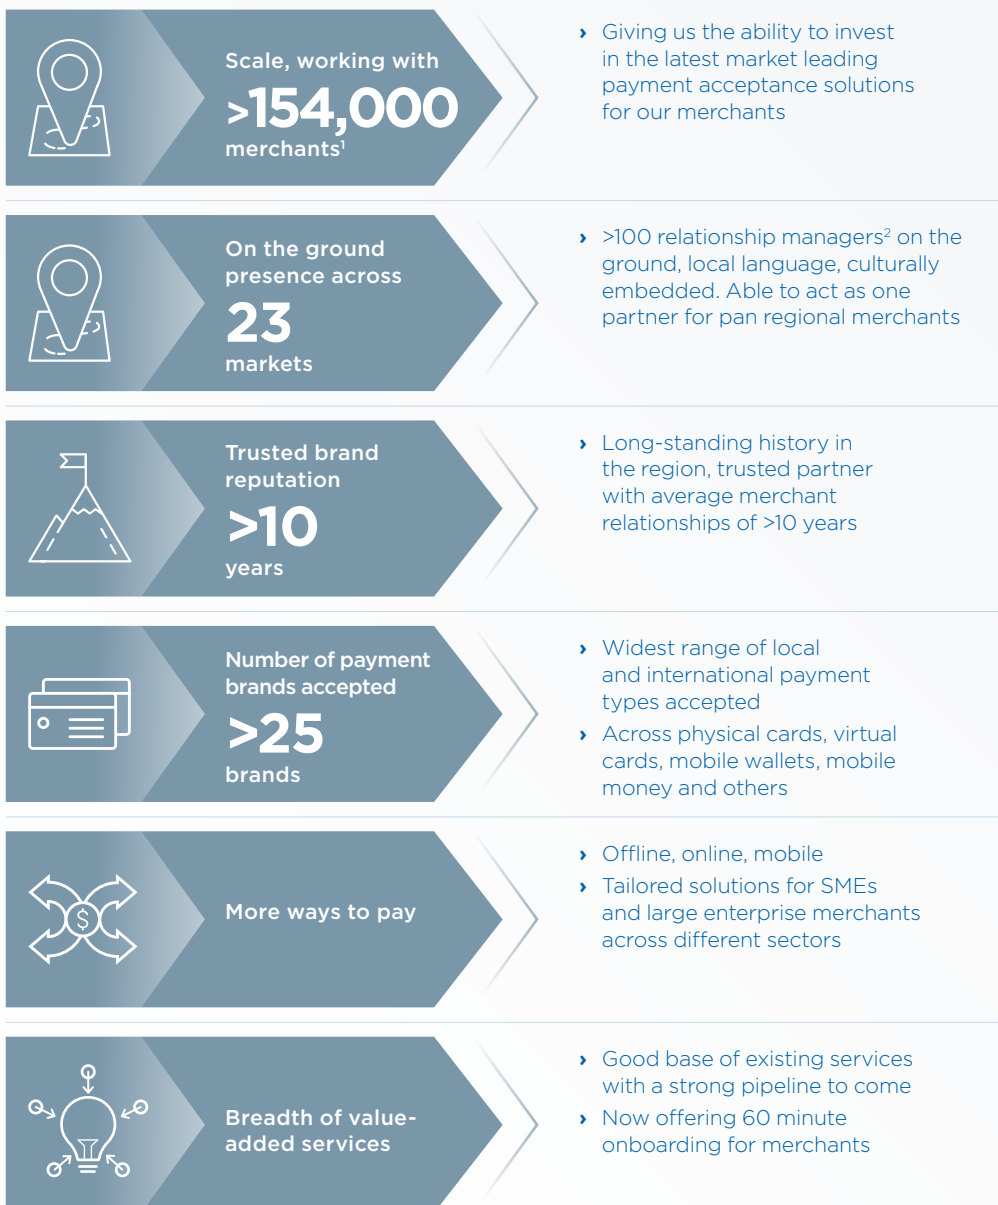 Scale, working with
>154,000
merchants¹
› Giving us the ability to invest
in the latest market leading
payment acceptance solutions
for our merchants
On the ground
presence across
23
markets
› >100 relationship managers² on the
ground, local language, culturally
embedded. Able to act as one
partner for pan regional merchants
Trusted brand
reputation
>10
years
› Long-standing history in
the region, trusted partner
with average merchant
relationships of >10 years
Number of payment
brands accepted
>25
brands
› Widest range of local
and international payment
types accepted
› Across physical cards, virtual
cards, mobile wallets, mobile
money and others
$
More ways to pay
› Offline, online, mobile
› Tailored solutions for SMEs
and large enterprise merchants
across different sectors
Breadth of value-
added services
› Good base of existing services
with a strong pipeline to come
› Now offering 60 minute
onboarding for merchants